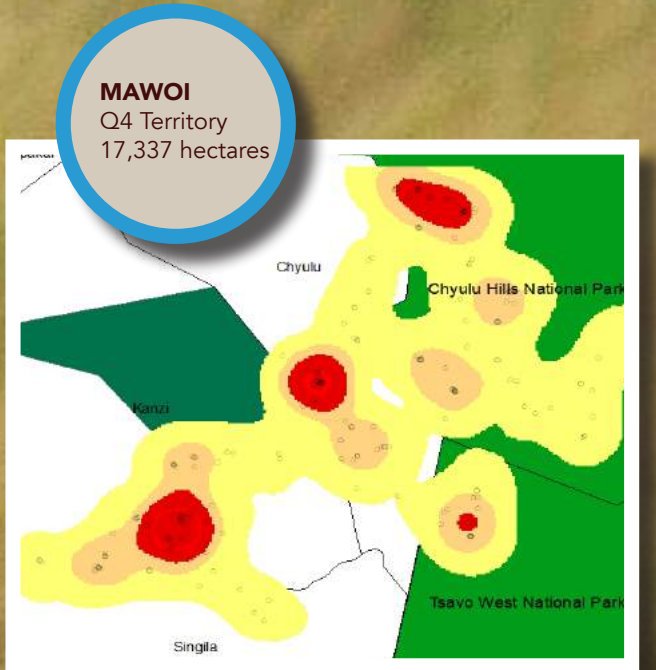 MAWOI
Q4 Territory
17,337 hectares
Chyulu
Chyulu Hills National Park
Kanzi
Tsavo West National Park
Singila